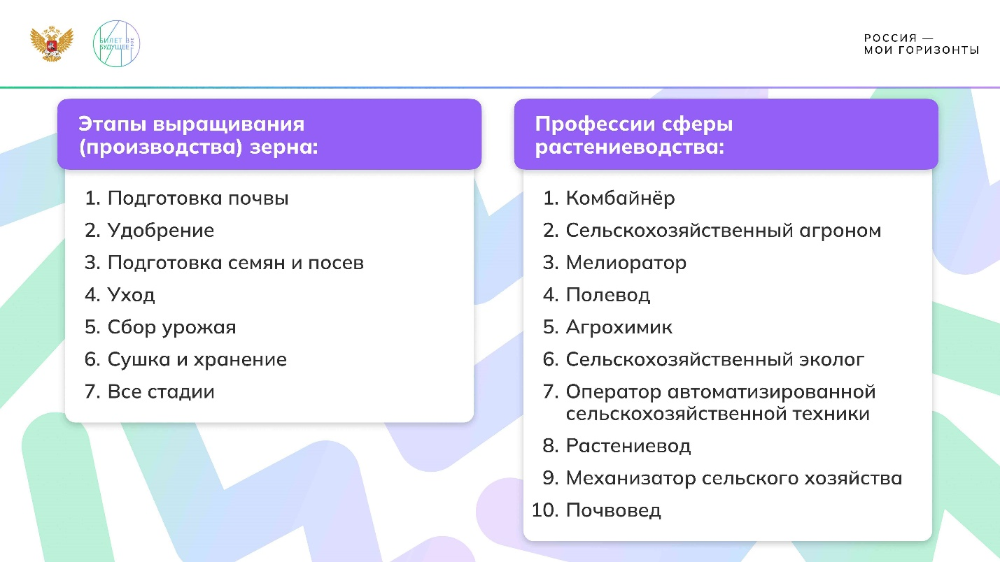 БИЛЕТ В
БУДУЩЕЕ
ТВОЁ
РОССИЯ —
МОИ ГОРИЗОНТЫ
Этапы выращивания
(производства) зерна:
1. Подготовка почвы
2. Удобрение
3. Подготовка семян и посев
4. Уход
5. Сбор урожая
6. Сушка и хранение
7. Все стадии
Профессии сферы
растениеводства:
1. Комбайнёр
2. Сельскохозяйственный агроном
3. Мелиоратор
4. Полевод
5. Агрохимик
6. Сельскохозяйственный эколог
7. Оператор автоматизированной
сельскохозяйственной техники
8. Растениевод
9. Механизатор сельского хозяйства
10. Почвовед